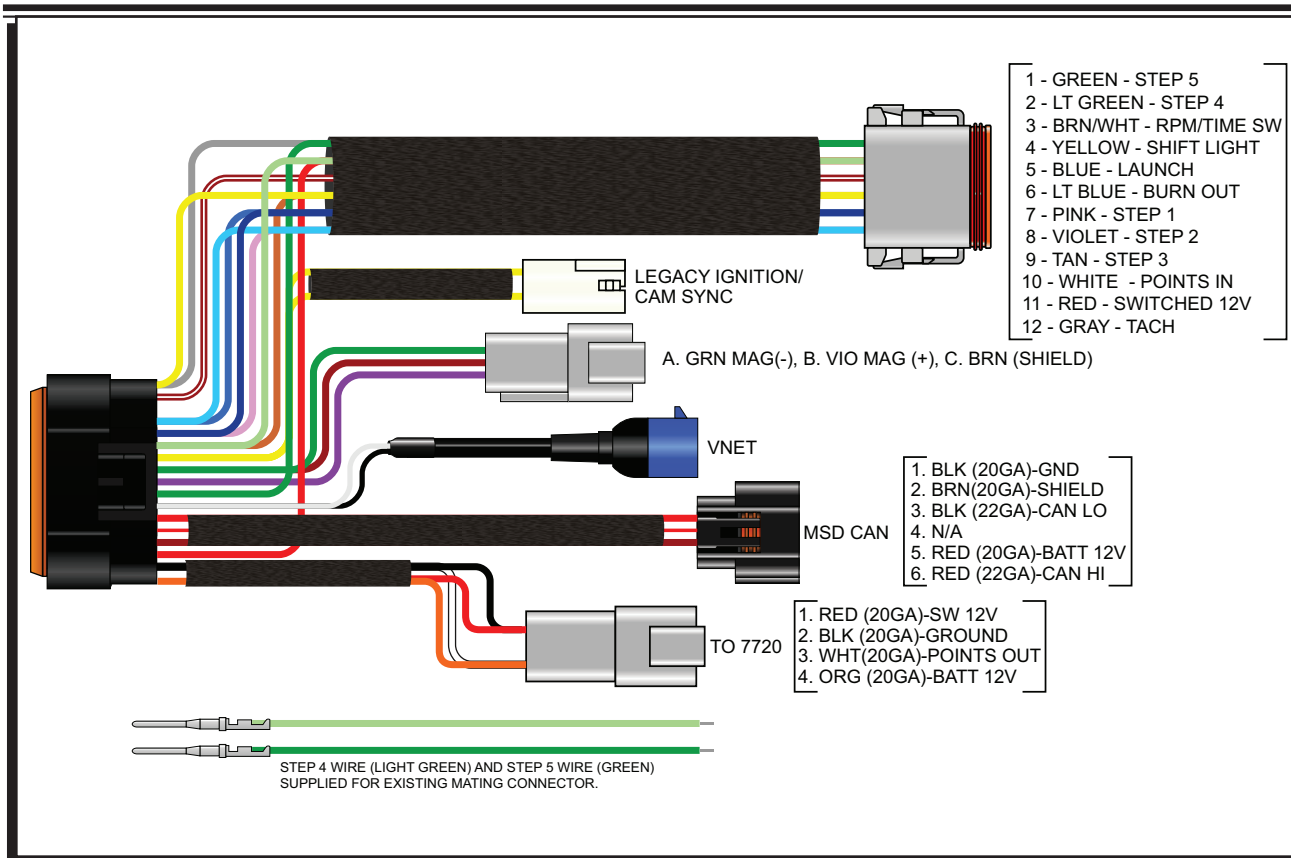 1 - GREEN - STEP 5
2 - LT GREEN - STEP 4
3 - BRN/WHT - RPM/TIME SW
4 - YELLOW - SHIFT LIGHT
5 - BLUE - LAUNCH
6 - LT BLUE - BURN OUT
7 - PINK - STEP 1
8 - VIOLET - STEP 2
9 - TAN - STEP 3
10 - WHITE - POINTS IN
11 - RED - SWITCHED 12V
12 - GRAY - TACH
LEGACY IGNITION/
CAM SYNC
A. GRN MAG(-), B. VIO MAG (+), C. BRN (SHIELD)
VNET
MSD CAN
1. BLK (20GA)-GND
2. BRN(20GA)-SHIELD
3. BLK (22GA)-CAN LO
4. N/A
5. RED (20GA)-BATT 12V
6. RED (22GA)-CAN HI
TO 7720
1. RED (20GA)-SW 12V
2. BLK (20GA)-GROUND
3. WHT(20GA)-POINTS OUT
4. ORG (20GA)-BATT 12V
STEP 4 WIRE (LIGHT GREEN) AND STEP 5 WIRE (GREEN)
SUPPLIED FOR EXISTING MATING CONNECTOR.